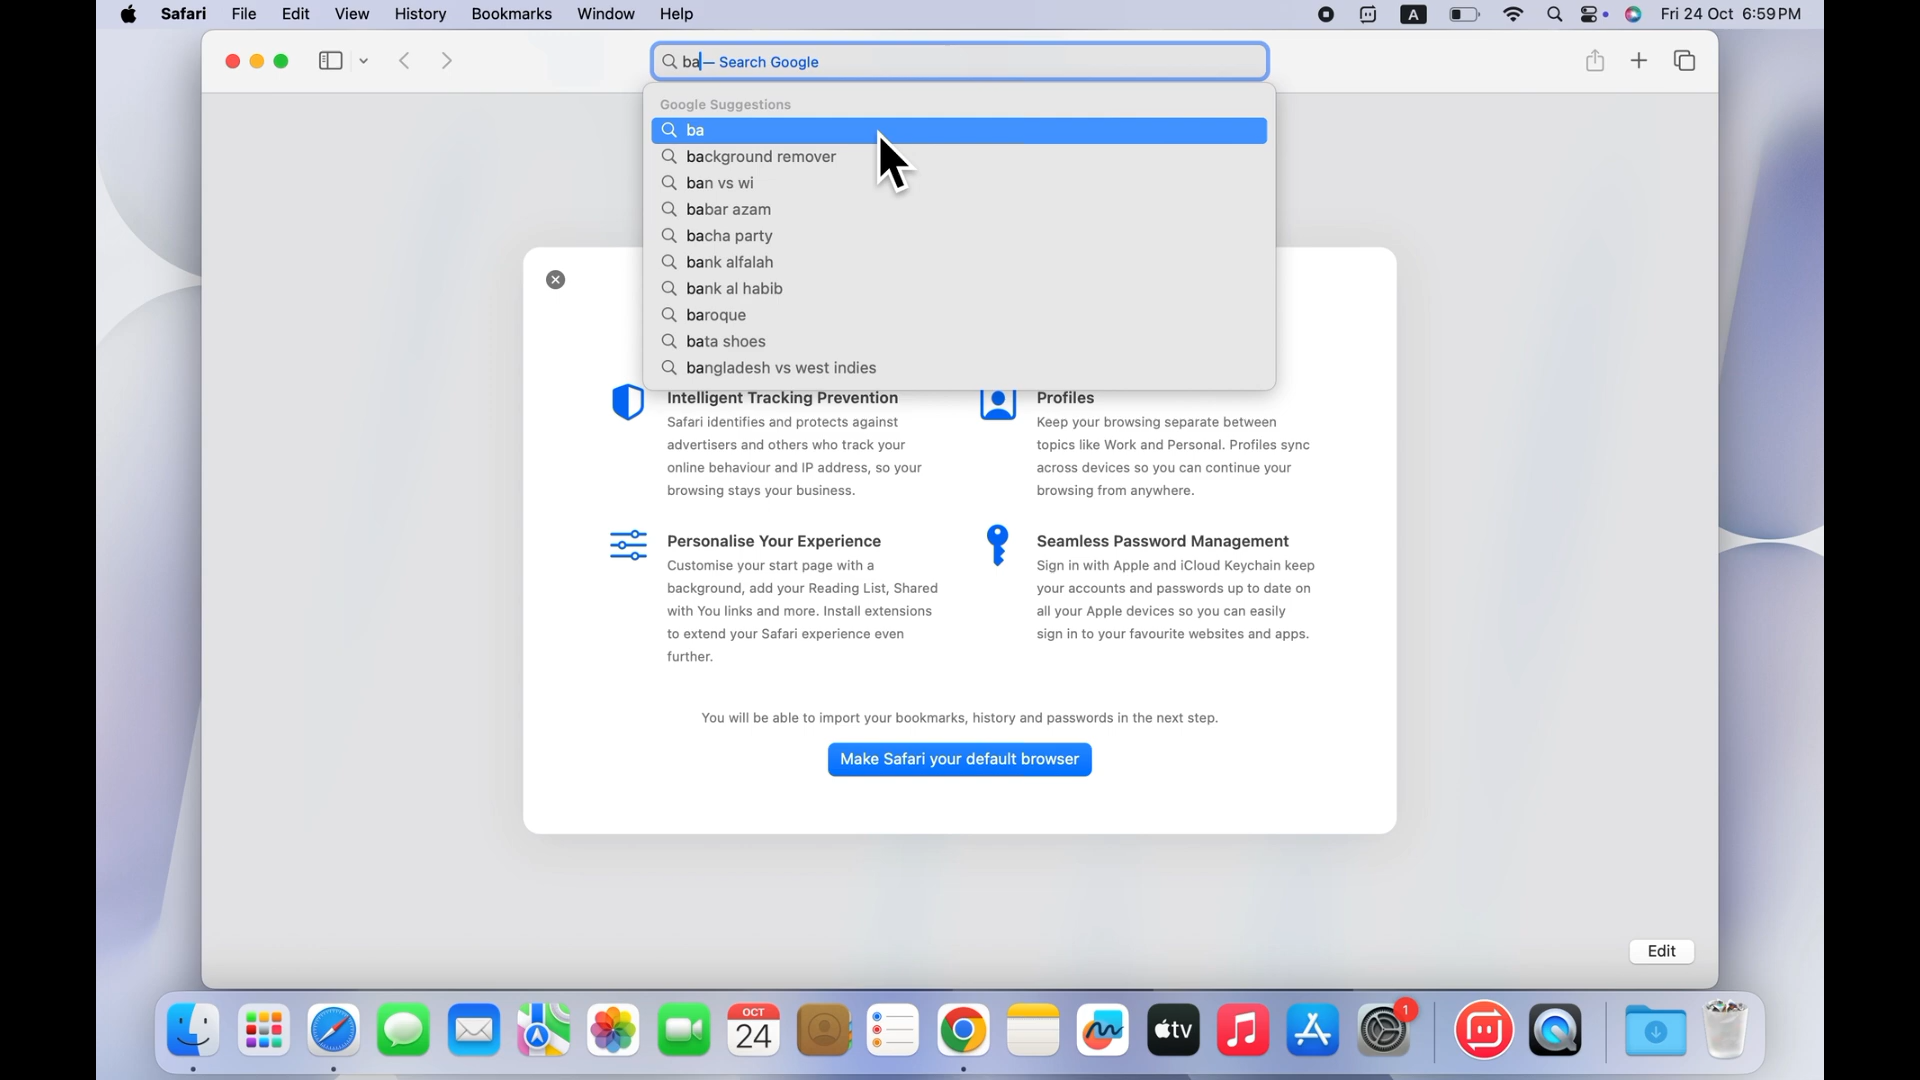 Safari File Edit View History Bookmarks Window Help A Fri 24 Oct 6:59 PM
ba — Search Google
Google Suggestions
ba
background remover
ban vs wi
babar azam
bacha party
bank alfalah
bank al habib
baroque
bata shoes
bangladesh vs west indies
Intelligent Tracking Prevention
Safari identifies and protects against
advertisers and others who track your
online behaviour and IP address, so your
browsing stays your business.
Profiles
Keep your browsing separate between
topics like Work and Personal. Profiles sync
across devices so you can continue your
browsing from anywhere.
Personalise Your Experience
Customise your start page with a
background, add your Reading List, Shared
with You links and more. Install extensions
to extend your Safari experience even
further.
Seamless Password Management
Sign in with Apple and iCloud Keychain keep
your accounts and passwords up to date on
all your Apple devices so you can easily
sign in to your favourite websites and apps.
You will be able to import your bookmarks, history and passwords in the next step.
Make Safari your default browser
Edit
OCT
24
tv
1